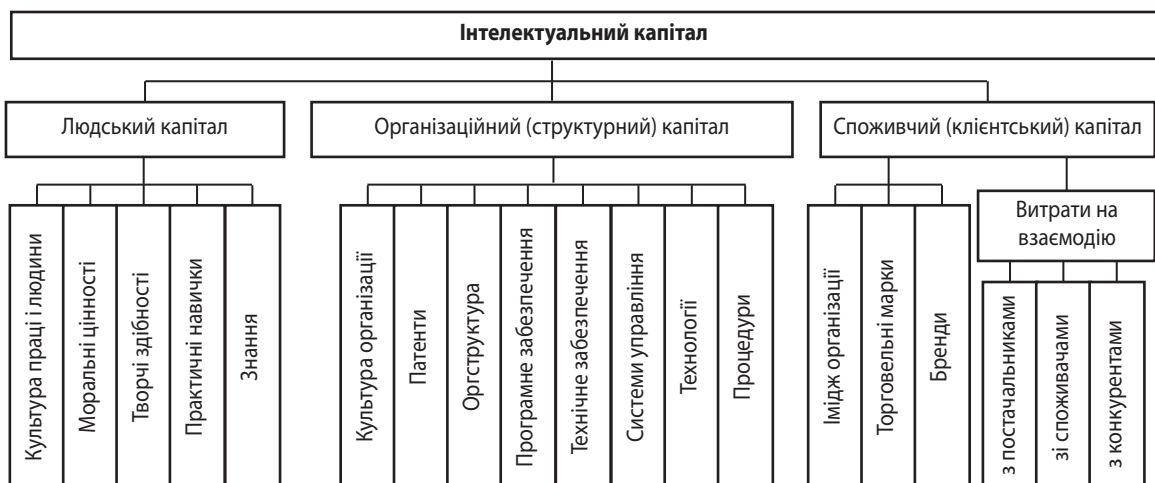 Інтелектуальний капітал
Людський капітал
Організаційний (структурний) капітал
Споживчий (клієнтський) капітал
Культура праці і людини
Моральні цінності
Творчі здібності
Практичні навички
Знання
Культура організації
Патенти
Оргструктура
Програмне забезпечення
Технічне забезпечення
Системи управління
Технології
Процедури
Імідж організації
Торговельні марки
Бренди
Витрати на
взаємодію
з постачальниками
зі споживачами
з конкурентами